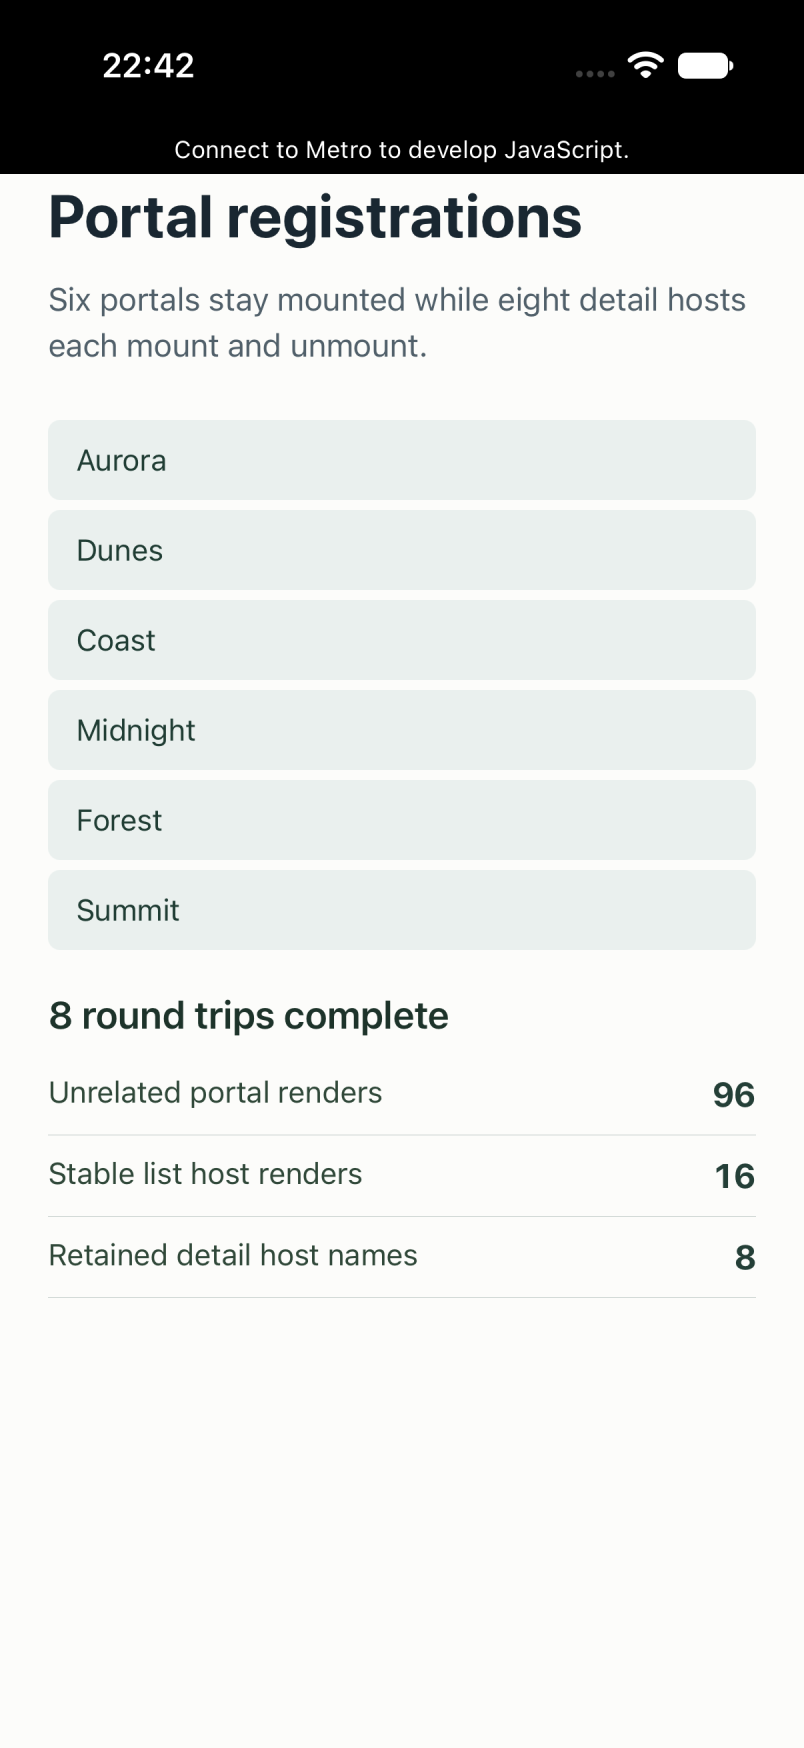 22:42
Connect to Metro to develop JavaScript.
Portal registrations
Six portals stay mounted while eight detail hosts
each mount and unmount.
Aurora
Dunes
Coast
Midnight
Forest
Summit
8 round trips complete
Unrelated portal renders 96
Stable list host renders 16
Retained detail host names 8